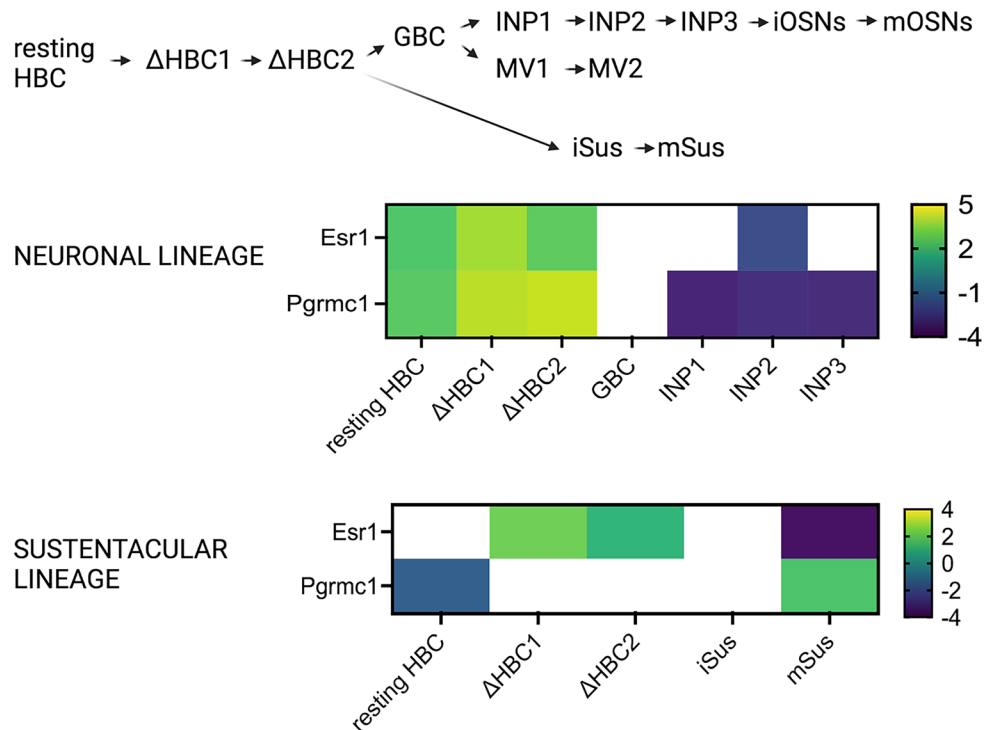 resting HBC → ΔHBC1 → ΔHBC2
GBC
INP1 → INP2 → INP3 → iOSNs → mOSNs
MV1 → MV2
iSus → mSus
NEURONAL LINEAGE
Esr1
Pgrmc1
resting HBC
ΔHBC1
ΔHBC2
GBC
INP1
INP2
INP3
5
2
-1
-4
SUSTENTACULAR
LINEAGE
Esr1
Pgrmc1
resting HBC
ΔHBC1
ΔHBC2
iSus
mSus
4
2
0
-2
-4